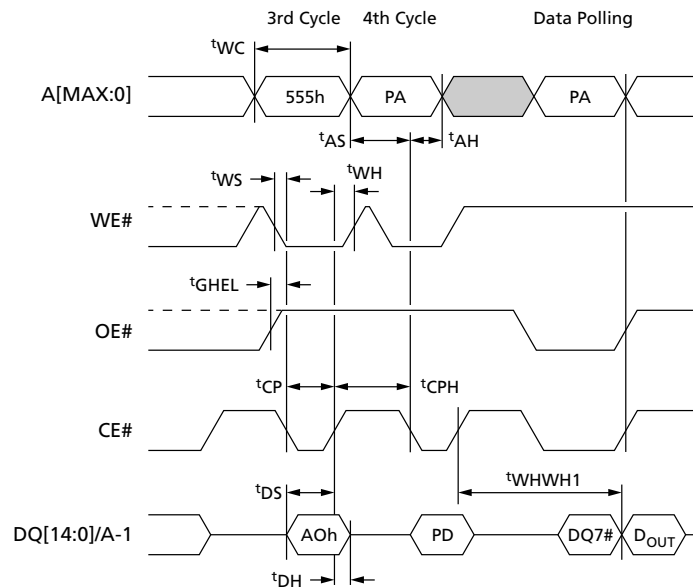 3rd Cycle 4th Cycle Data Polling
tWC
A[MAX:0] 555h PA PA
tAS tAH
tWS tWH
WE#
tGHEL
OE#
tCP tCPH
CE#
tWHWH1
tDS
DQ[14:0]/A-1 AOh PD DQ7# DOUT
tDH